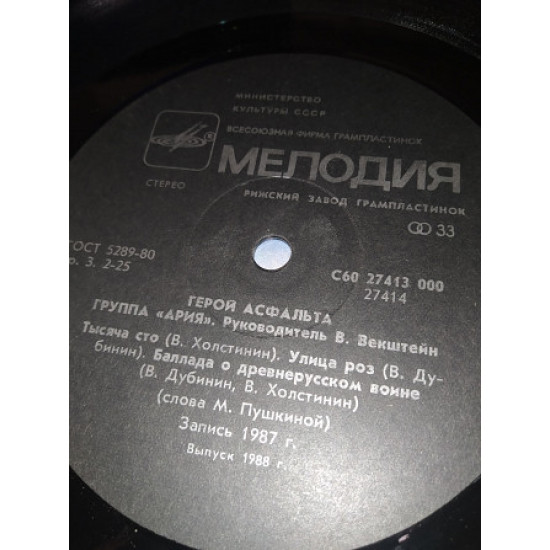 МИНИСТЕРСТВО
КУЛЬТУРЫ СССР
ВСЕСОЮЗНАЯ ФИРМА ГРАМПЛАСТИНОК
МЕЛОДИЯ
СТЕРЕО
РИЖСКИЙ ЗАВОД ГРАМПЛАСТИНОК
33
ГОСТ 5289-80
р. 3. 2-25
С60 27413 000
27414
ГЕРОЙ АСФАЛЬТА
ГРУППА «АРИЯ». Руководитель В. Векштейн
Тысяча сто (В. Холстинин). Улица роз (В. Ду-
бинин). Баллада о древнерусском воине
(В. Дубинин, В. Холстинин)
(слова М. Пушкиной)
Запись 1987 г.
Выпуск 1988 г.